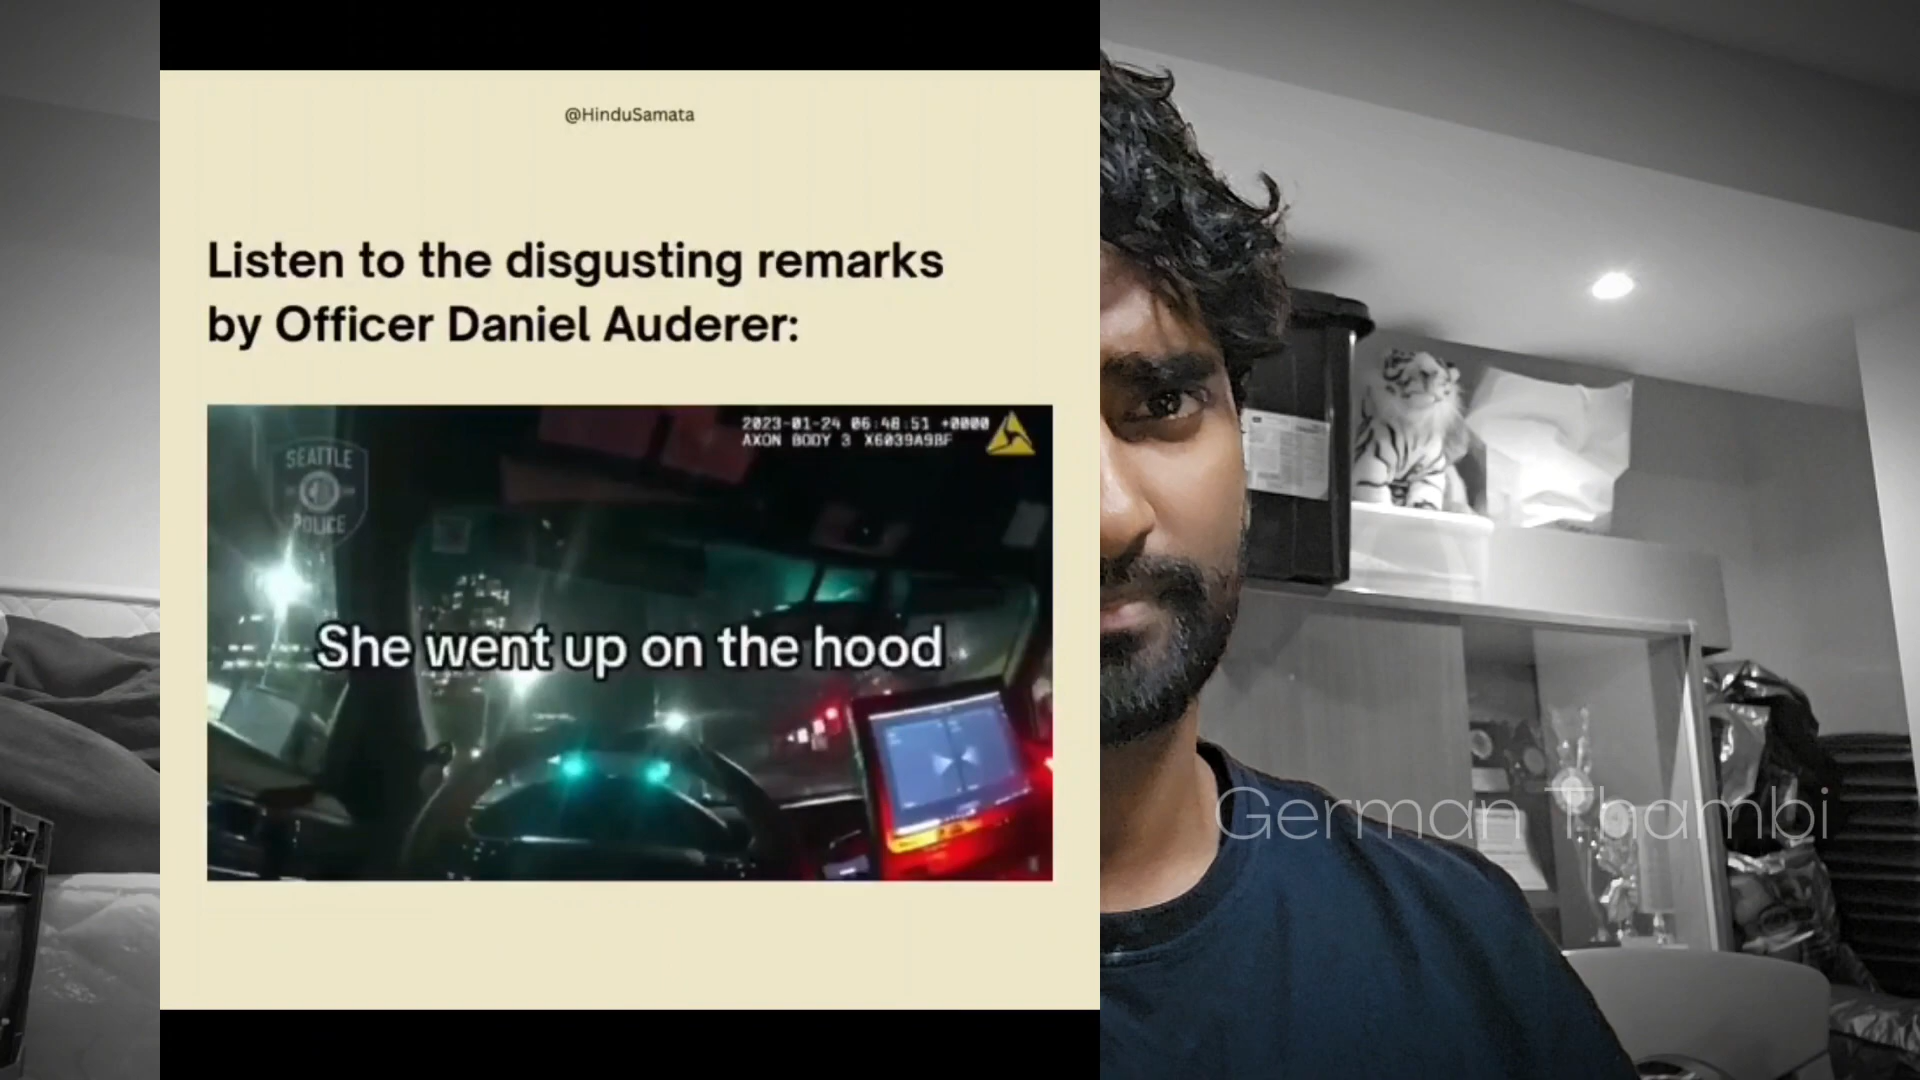 @HinduSamata
Listen to the disgusting remarks
by Officer Daniel Auderer:
2023-01-24 06:48:51 +0000
AXON BODY 3 X6039A9BF
SEATTLE
POLICE
She went up on the hood
German Thambi